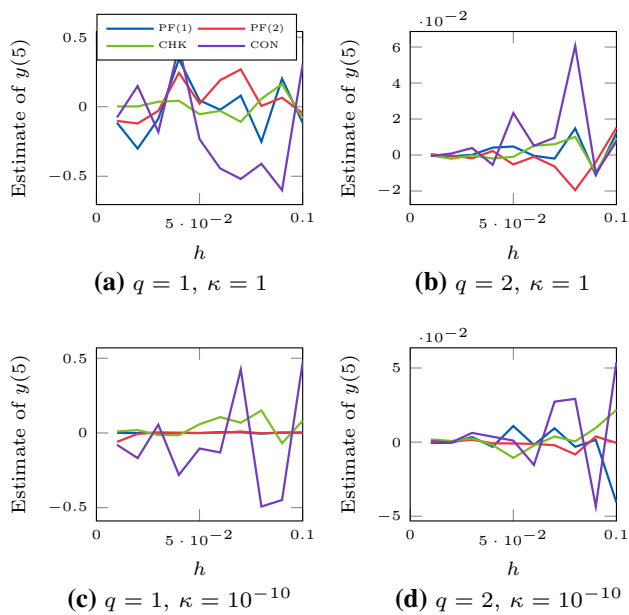 PF(1) PF(2)
CHK CON
Estimate of y(5)
0.5
0
−0.5
0 5 · 10⁻² 0.1
h
(a) q = 1, κ = 1
·10⁻²
Estimate of y(5)
6
4
2
0
−2
0 5 · 10⁻² 0.1
h
(b) q = 2, κ = 1
Estimate of y(5)
0.5
0
−0.5
0 5 · 10⁻² 0.1
h
(c) q = 1, κ = 10⁻¹⁰
·10⁻²
Estimate of y(5)
5
0
−5
0 5 · 10⁻² 0.1
h
(d) q = 2, κ = 10⁻¹⁰